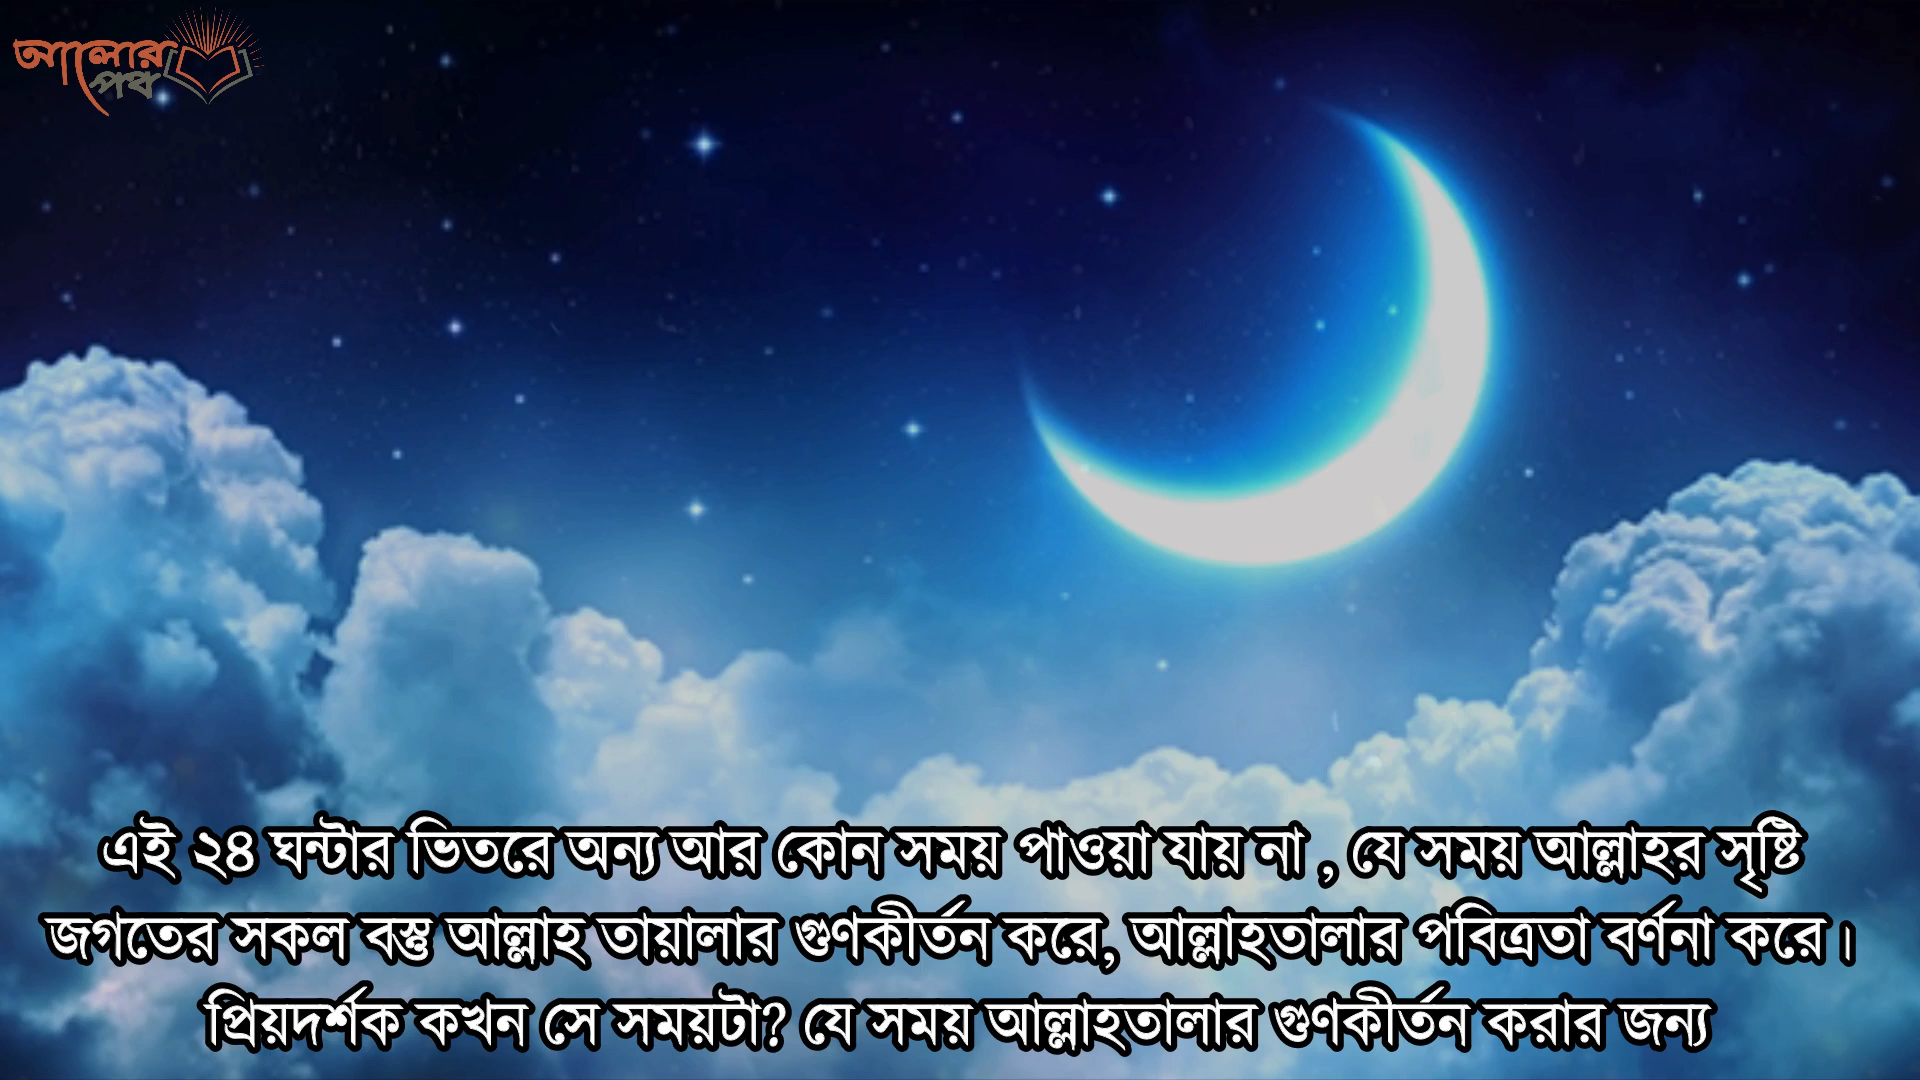 আলোর
পথ
এই ২৪ ঘন্টার ভিতরে অন্য আর কোন সময় পাওয়া যায় না , যে সময় আল্লাহর সৃষ্টি
জগতের সকল বস্তু আল্লাহ তায়ালার গুণকীর্তন করে, আল্লাহতালার পবিত্রতা বর্ণনা করে।
প্রিয়দর্শক কখন সে সময়টা? যে সময় আল্লাহতালার গুণকীর্তন করার জন্য